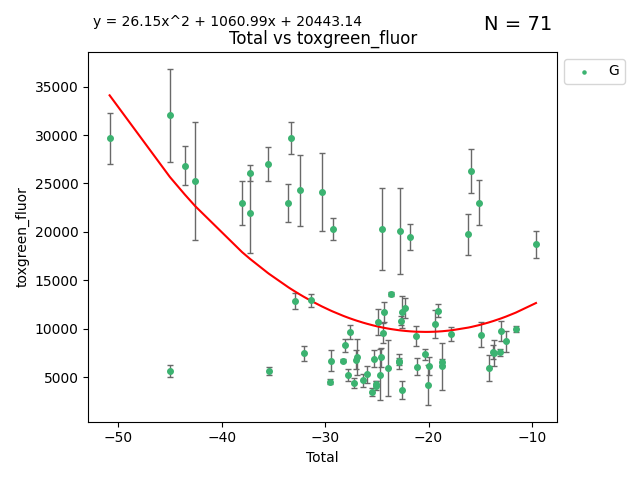 y = 26.15x^2 + 1060.99x + 20443.14
N = 71
Total vs toxgreen_fluor
G
35000
30000
25000
20000
15000
10000
5000
toxgreen_fluor
−50 −40 −30 −20 −10
Total